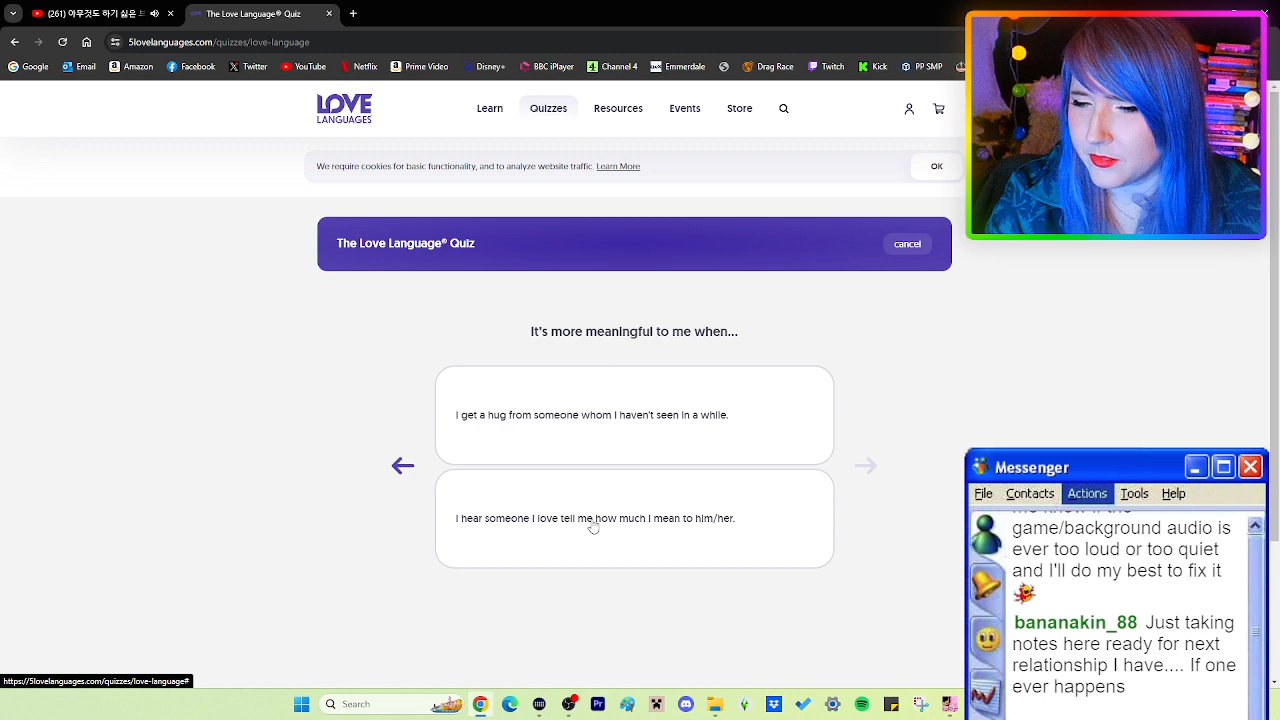 (261) 아무것도 하기 싫은 느
The Love Language® Quiz
5lovelanguages.com/quizzes/love-language
Google Email Amazon Facebook Twitter YouTube Netflix Prime Video Disney+ 7Player Channel 4 Emmerdale Drag Race Twitch Kick PP SMP
LOVE
LANGUAGES
Learn Quizzes Resources Events Store
We require cookies for basic functionality, and to analyze website traffic. Learn More
OK
The Love Language® Quiz
cancel
It's more meaningful to me when...
I get a hug from someone whom I haven't seen in a while.
I hear someone I love tell me how much I mean to him/her.
https://5lovelanguages.com/quizzes/love-language#
Search
Messenger
File Contacts Actions Tools Help
game/background audio is
ever too loud or too quiet
and I'll do my best to fix it
bananakin_88 Just taking
notes here ready for next
relationship I have.... If one
ever happens